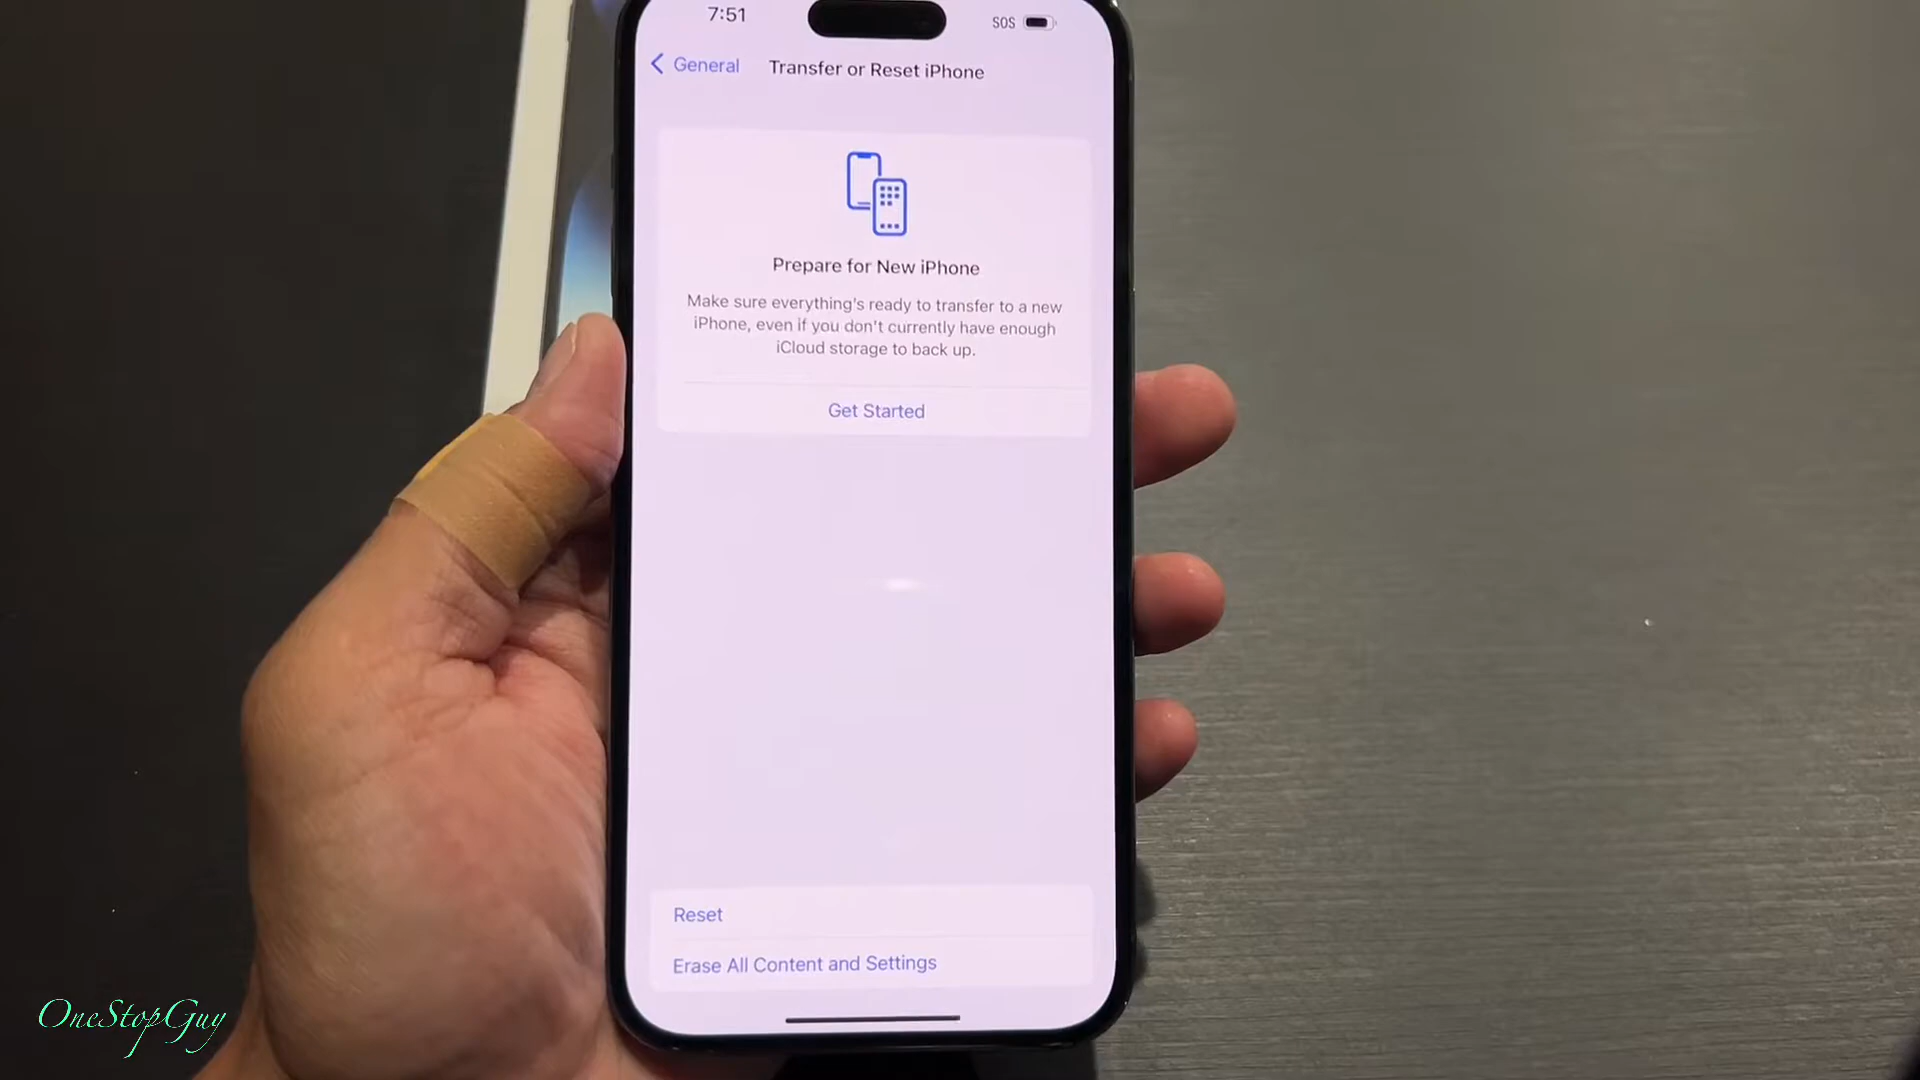 7:51
SOS
General
Transfer or Reset iPhone
Prepare for New iPhone
Make sure everything's ready to transfer to a new
iPhone, even if you don't currently have enough
iCloud storage to back up.
Get Started
Reset
Erase All Content and Settings
OneStopGuy